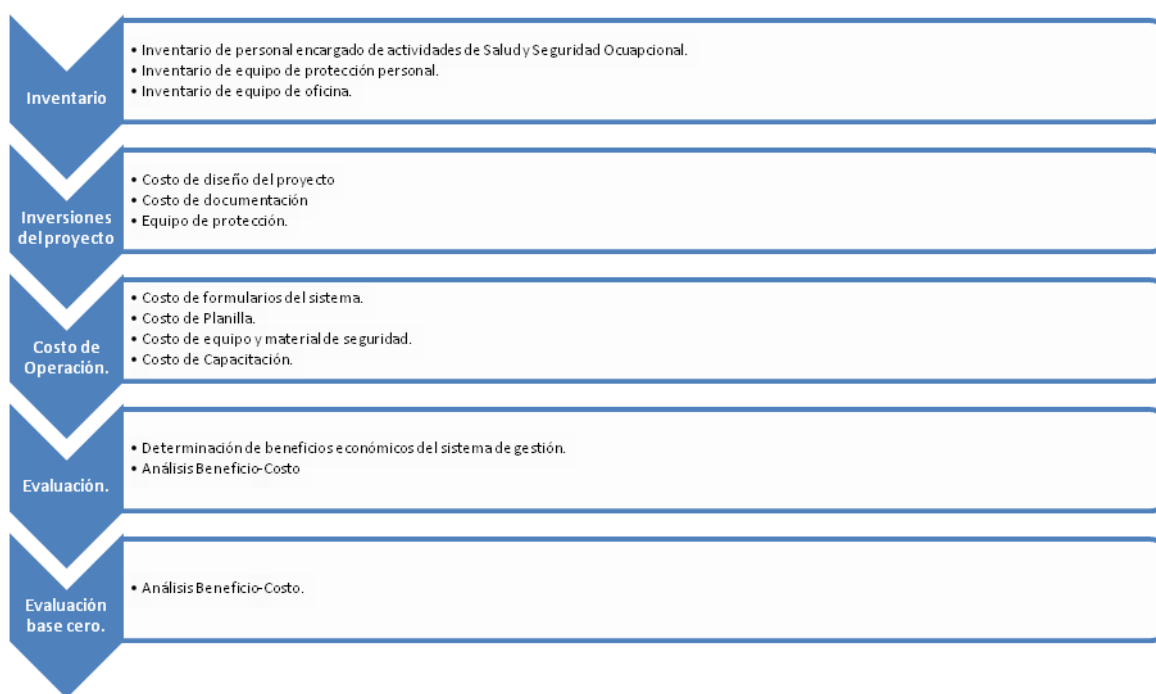 Inventario
• Inventario de personal encargado de actividades de Salud y Seguridad Ocuapcional.
• Inventario de equipo de protección personal.
• Inventario de equipo de oficina.
Inversiones
del proyecto
• Costo de diseño del proyecto
• Costo de documentación
• Equipo de protección.
Costo de
Operación.
• Costo de formularios del sistema.
• Costo de Planilla.
• Costo de equipo y material de seguridad.
• Costo de Capacitación.
Evaluación.
• Determinación de beneficios económicos del sistema de gestión.
• Análisis Beneficio-Costo
Evaluación
base cero.
• Análisis Beneficio-Costo.